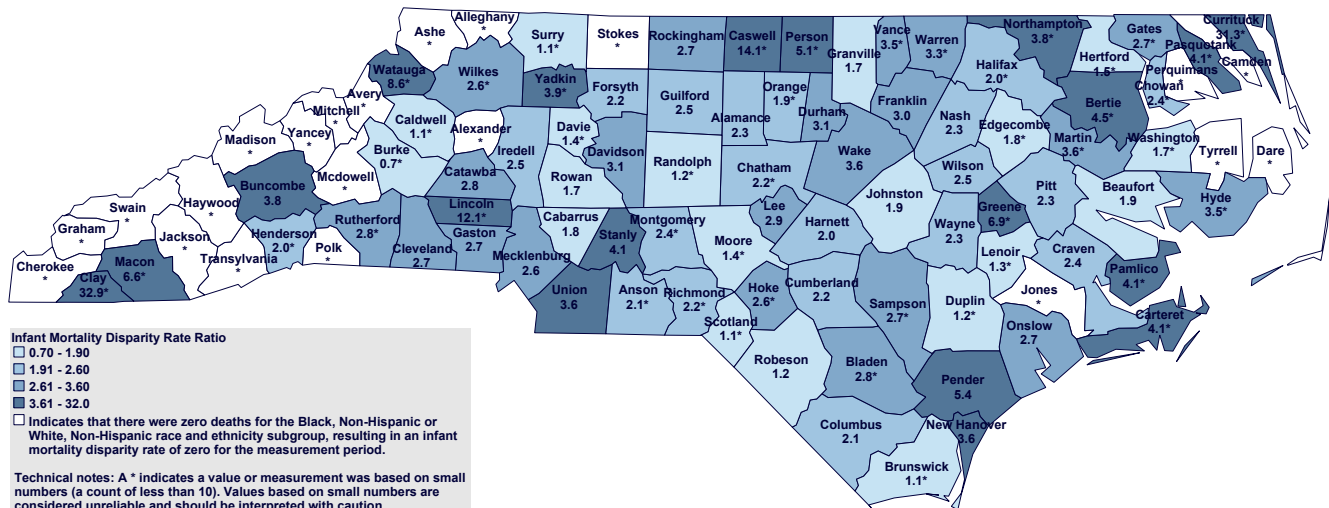 Ashe
*
Alleghany
*
Surry
1.1*
Stokes
*
Rockingham
2.7
Caswell
14.1*
Person
5.1*
Granville
1.7
Vance
3.5*
Warren
3.3*
Northampton
3.8*
Halifax
2.0*
Hertford
1.5*
Gates
2.7*
Currituck
31.3*
Pasquotank
4.1*
Camden
*
Perquimans
*
Chowan
2.4*
Watauga
8.6*
Wilkes
2.6*
Yadkin
3.9*
Forsyth
2.2
Guilford
2.5
Alamance
2.3
Orange
1.9*
Durham
3.1
Franklin
3.0
Nash
2.3
Edgecombe
1.8*
Bertie
4.5*
Martin
3.6*
Washington
1.7*
Tyrrell
*
Dare
*
Avery
*
Mitchell
*
Yancey
*
Madison
*
Caldwell
1.1*
Alexander
*
Iredell
2.5
Davie
1.4*
Davidson
3.1
Randolph
1.2*
Chatham
2.2*
Wake
3.6
Wilson
2.5
Pitt
2.3
Beaufort
1.9
Hyde
3.5*
Burke
0.7*
Mcdowell
*
Buncombe
3.8
Haywood
*
Swain
*
Graham
*
Cherokee
*
Clay
32.9*
Macon
6.6*
Jackson
*
Transylvania
*
Henderson
2.0*
Polk
*
Rutherford
2.8*
Cleveland
2.7
Catawba
2.8
Lincoln
12.1*
Gaston
2.7
Mecklenburg
2.6
Rowan
1.7
Cabarrus
1.8
Stanly
4.1
Montgomery
2.4*
Moore
1.4*
Lee
2.9
Harnett
2.0
Johnston
1.9
Wayne
2.3
Greene
6.9*
Lenoir
1.3*
Craven
2.4
Pamlico
4.1*
Jones
*
Carteret
4.1*
Union
3.6
Anson
2.1*
Richmond
2.2*
Scotland
1.1*
Hoke
2.6*
Cumberland
2.2
Sampson
2.7*
Duplin
1.2*
Onslow
2.7
Robeson
1.2
Bladen
2.8*
Pender
5.4
Columbus
2.1
New Hanover
3.6
Brunswick
1.1*
Infant Mortality Disparity Rate Ratio
0.70 - 1.90
1.91 - 2.60
2.61 - 3.60
3.61 - 32.0
Indicates that there were zero deaths for the Black, Non-Hispanic or
White, Non-Hispanic race and ethnicity subgroup, resulting in an infant
mortality disparity rate of zero for the measurement period.
Technical notes: A * indicates a value or measurement was based on small
numbers (a count of less than 10). Values based on small numbers are
considered unreliable and should be interpreted with caution